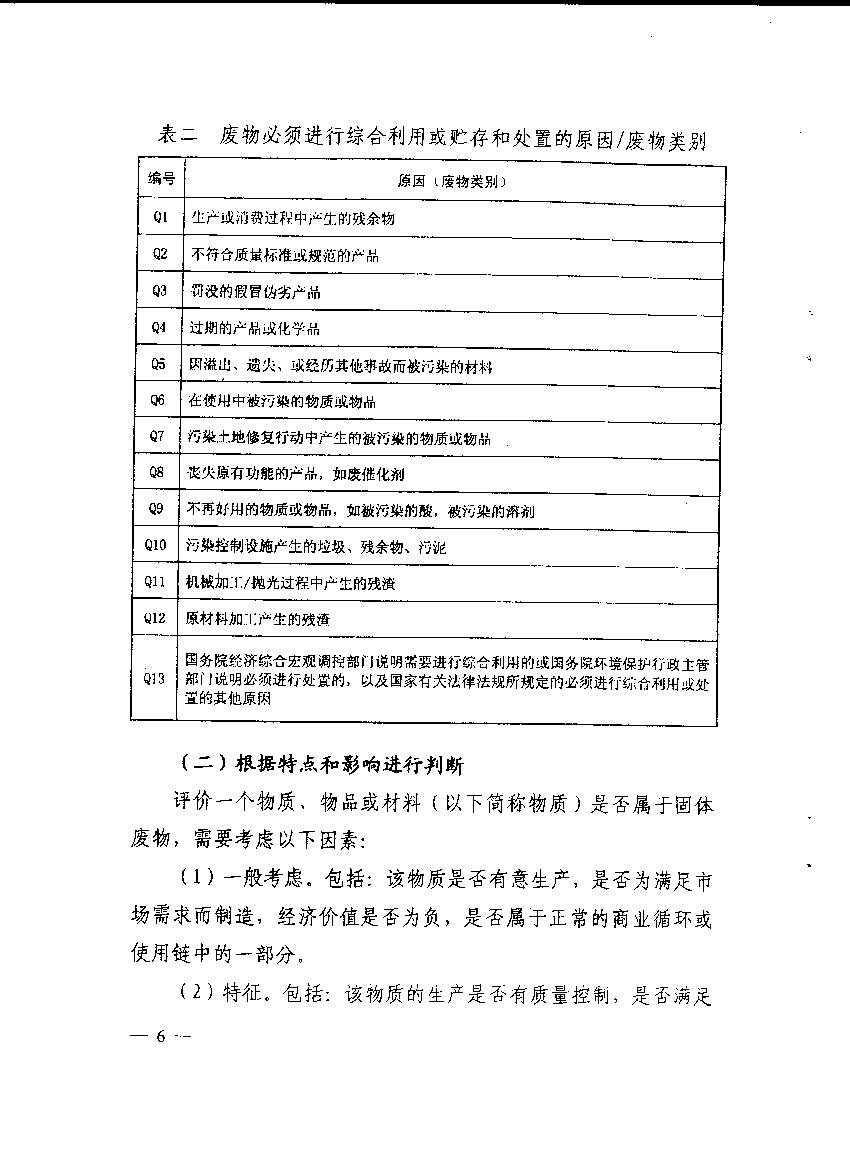 表二 废物必须进行综合利用或贮存和处置的原因/废物类别
编号 原因（废物类别）
Q1 生产或消费过程中产生的残余物
Q2 不符合质量标准或规范的产品
Q3 罚没的假冒伪劣产品
Q4 过期的产品或化学品
Q5 因溢出、遗失、或经历其他事故而被污染的材料
Q6 在使用中被污染的物质或物品
Q7 污染土地修复行动中产生的被污染的物质或物品
Q8 丧失原有功能的产品，如废催化剂
Q9 不再好用的物质或物品，如被污染的酸，被污染的溶剂
Q10 污染控制设施产生的垃圾、残余物、污泥
Q11 机械加工/抛光过程中产生的残渣
Q12 原材料加工产生的残渣
Q13 国务院经济综合宏观调控部门说明需要进行综合利用的或国务院环境保护行政主管
部门说明必须进行处置的，以及国家有关法律法规所规定的必须进行综合利用或处
置的其他原因
（二）根据特点和影响进行判断
评价一个物质、物品或材料（以下简称物质）是否属于固体
废物，需要考虑以下因素：
（1）一般考虑。包括：该物质是否有意生产，是否为满足市
场需求而制造，经济价值是否为负，是否属于正常的商业循环或
使用链中的一部分。
（2）特征。包括：该物质的生产是否有质量控制，是否满足
— 6 —